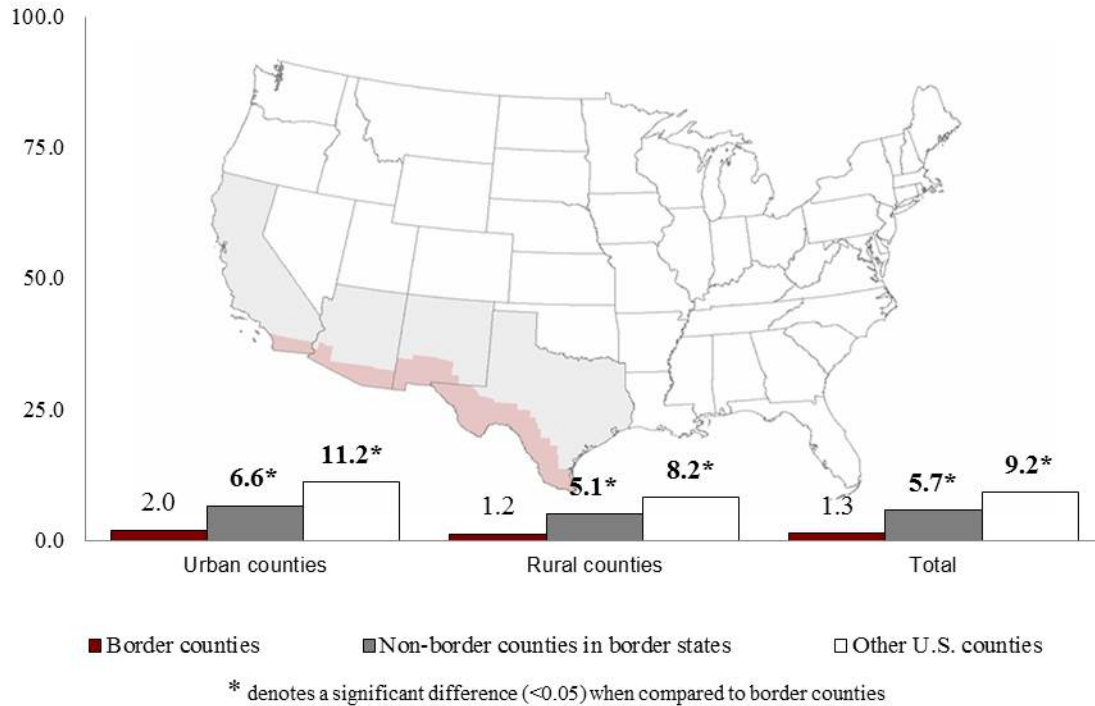 100.0
75.0
50.0
25.0
0.0
2.0 6.6* 11.2* 1.2 5.1* 8.2* 1.3 5.7* 9.2*
Urban counties Rural counties Total
Border counties Non-border counties in border states Other U.S. counties
* denotes a significant difference (<0.05) when compared to border counties